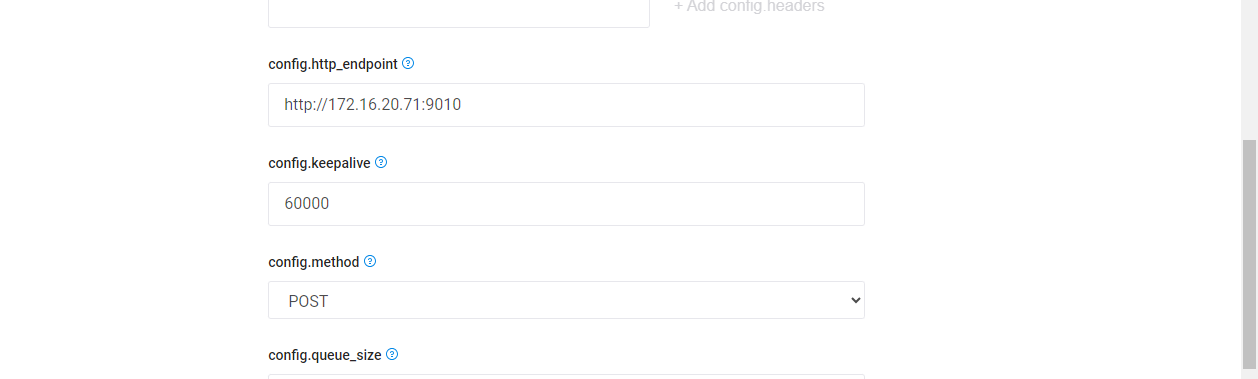 + Add config.headers
config.http_endpoint
http://172.16.20.71:9010
config.keepalive
60000
config.method
POST
config.queue_size